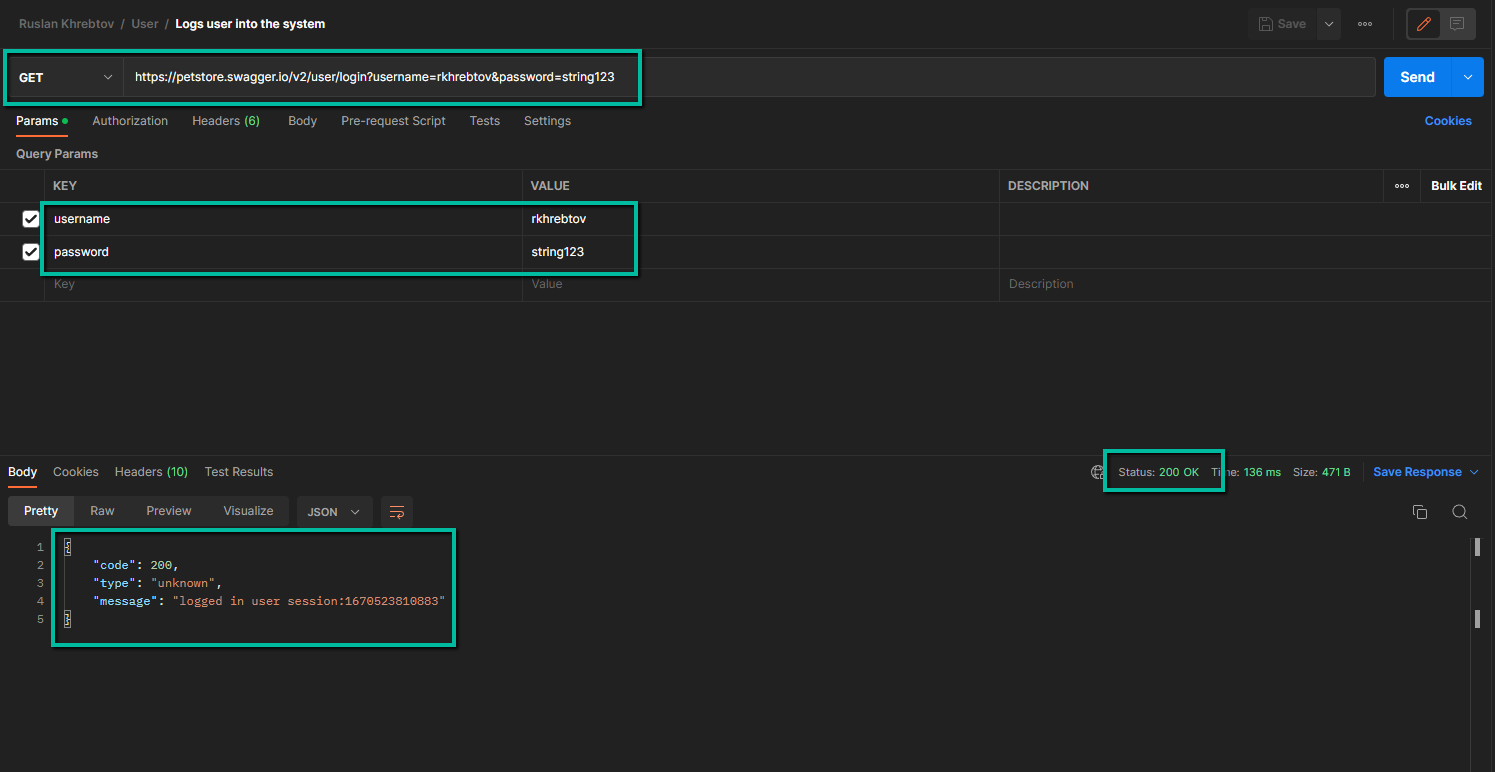 Ruslan Khrebtov / User / Logs user into the system
Save
GET https://petstore.swagger.io/v2/user/login?username=rkhrebtov&password=string123 Send
Params Authorization Headers (6) Body Pre-request Script Tests Settings Cookies
Query Params
KEY VALUE DESCRIPTION Bulk Edit
username rkhrebtov
password string123
Key Value Description
Body Cookies Headers (10) Test Results Status: 200 OK Time: 136 ms Size: 471 B Save Response
Pretty Raw Preview Visualize JSON
1 {
2 "code": 200,
3 "type": "unknown",
4 "message": "logged in user session:1670523810883"
5 }